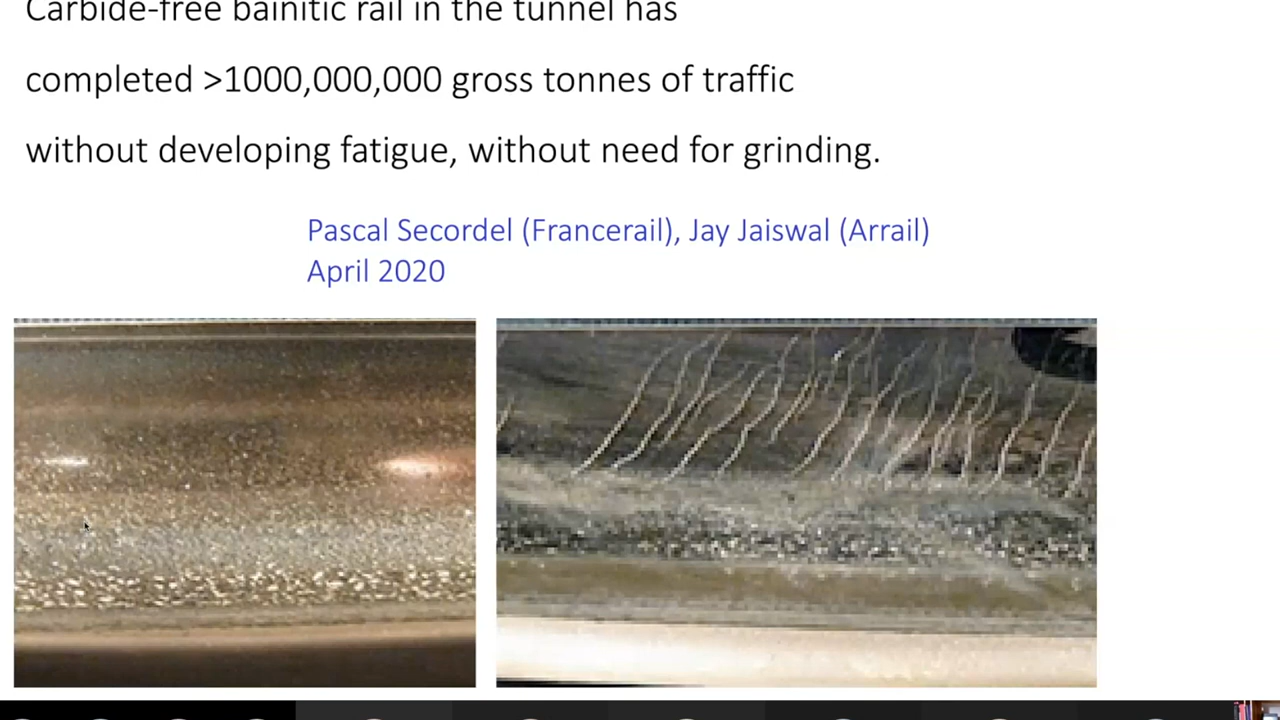 Carbide-free bainitic rail in the tunnel has
completed >1000,000,000 gross tonnes of traffic
without developing fatigue, without need for grinding.
Pascal Secordel (Francerail), Jay Jaiswal (Arrail)
April 2020